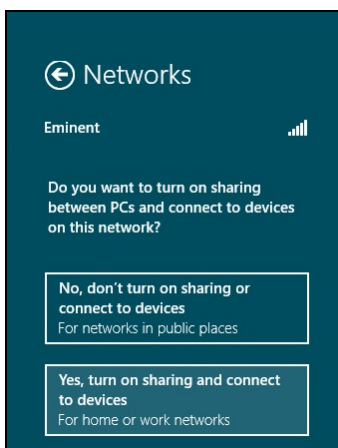 Networks
Eminent
Do you want to turn on sharing
between PCs and connect to devices
on this network?
No, don't turn on sharing or
connect to devices
For networks in public places
Yes, turn on sharing and connect
to devices
For home or work networks